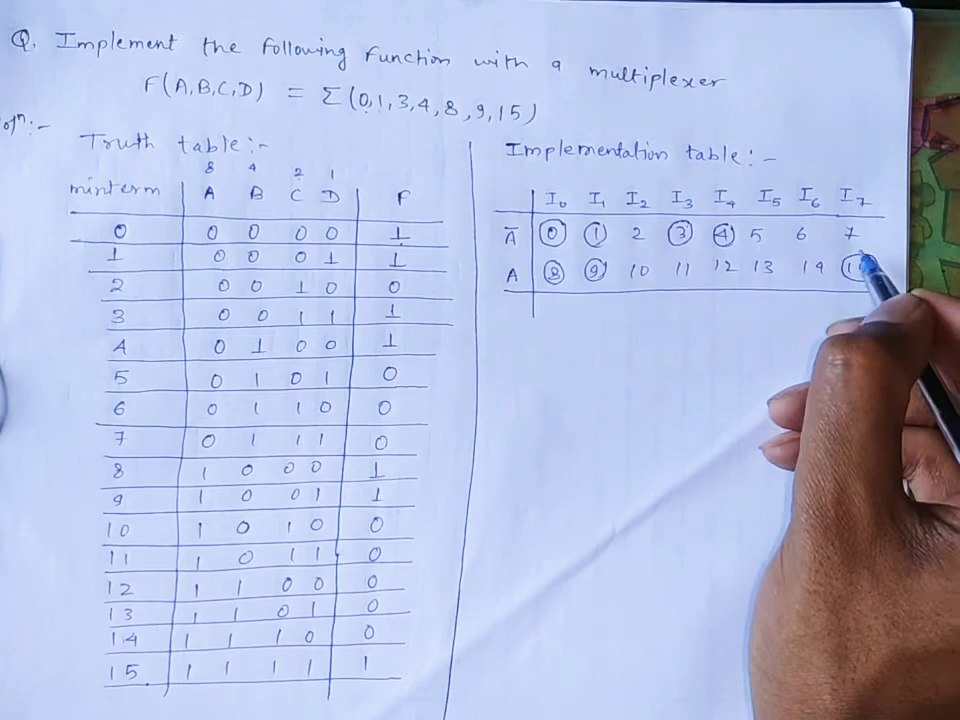 Q. Implement the following function with a multiplexer
F(A,B,C,D) = Σ(0,1,3,4,8,9,15)
Truth table:-
8 4 2 1
minterm A B C D F
0 0 0 0 0 1
1 0 0 0 1 1
2 0 0 1 0 0
3 0 0 1 1 1
4 0 1 0 0 1
5 0 1 0 1 0
6 0 1 1 0 0
7 0 1 1 1 0
8 1 0 0 0 1
9 1 0 0 1 1
10 1 0 1 0 0
11 1 0 1 1 0
12 1 1 0 0 0
13 1 1 0 1 0
14 1 1 1 0 0
15 1 1 1 1 1
Implementation table:-
I₀ I₁ I₂ I₃ I₄ I₅ I₆ I₇
Ā 0 1 2 3 4 5 6 7
A 8 9 10 11 12 13 14